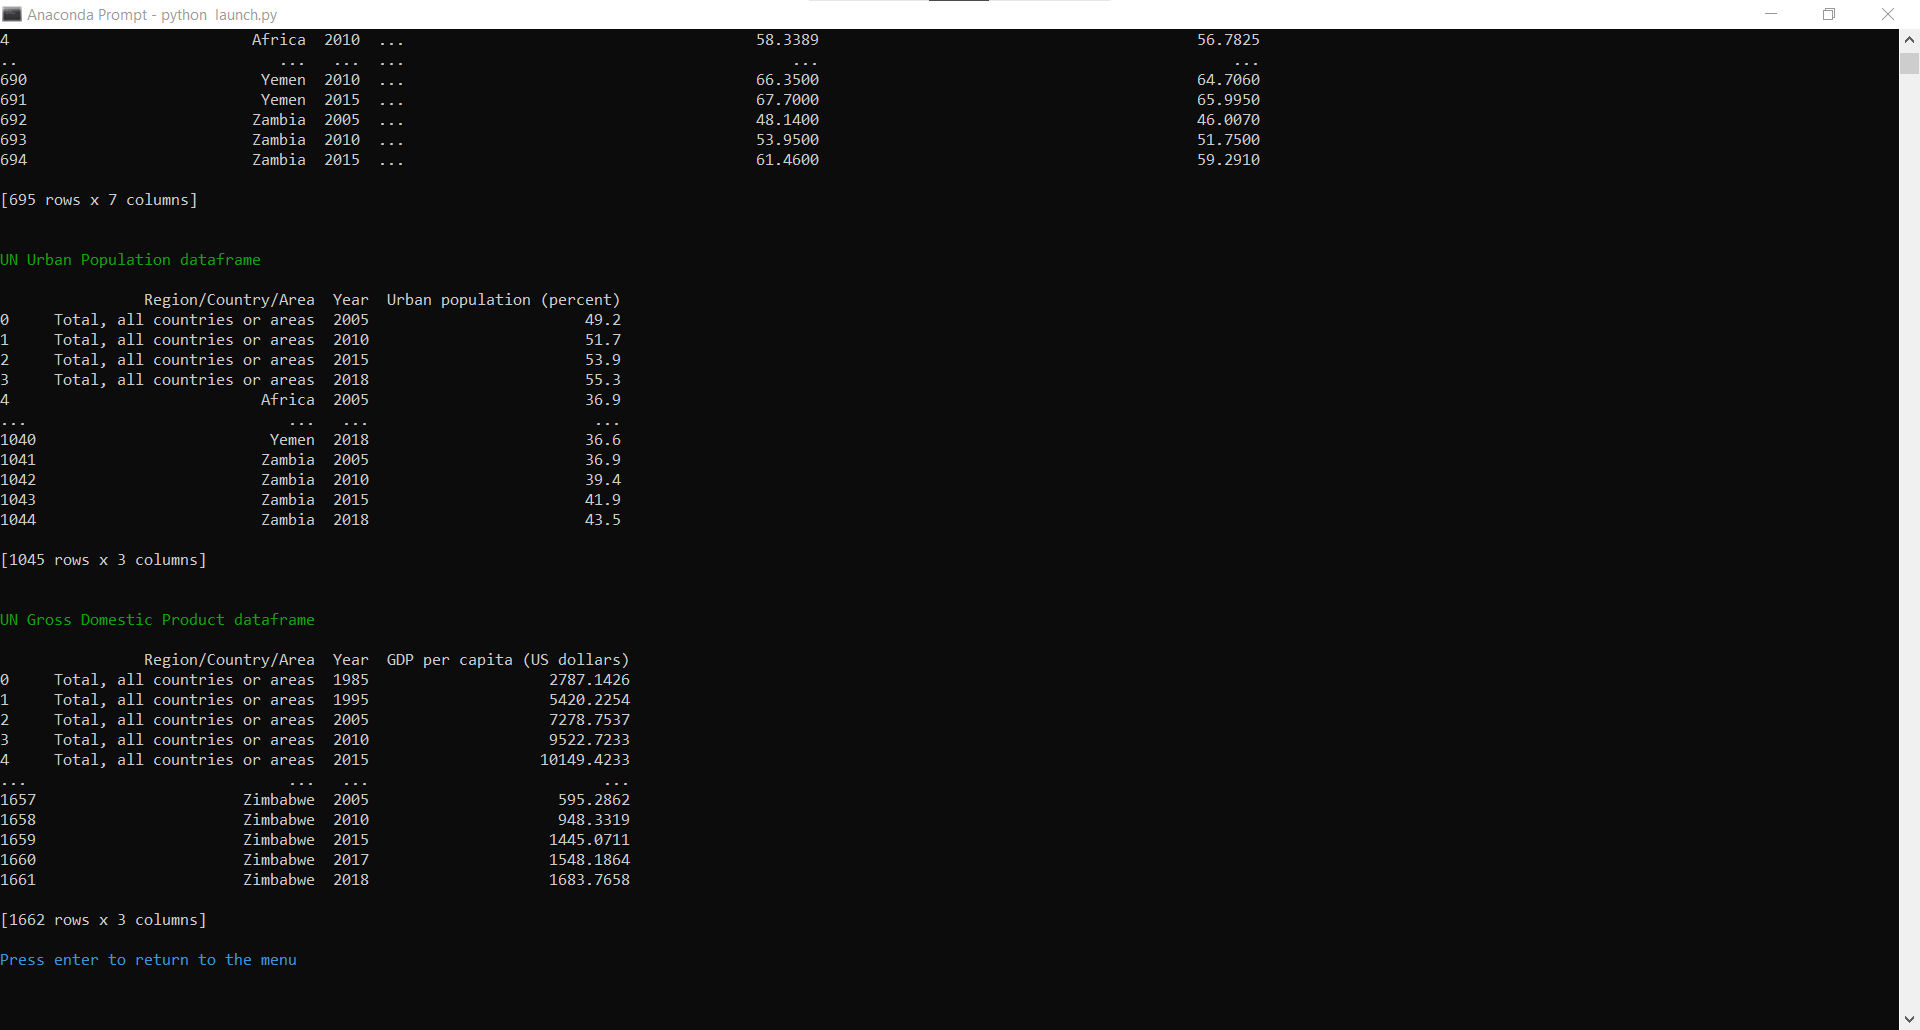 Anaconda Prompt - python  launch.py
4                           Africa  2010  ...                                       58.3389                                          56.7825
..                             ...   ...  ...                                           ...                                              ...
690                          Yemen  2010  ...                                       66.3500                                          64.7060
691                          Yemen  2015  ...                                       67.7000                                          65.9950
692                         Zambia  2005  ...                                       48.1400                                          46.0070
693                         Zambia  2010  ...                                       53.9500                                          51.7500
694                         Zambia  2015  ...                                       61.4600                                          59.2910
[695 rows x 7 columns]
UN Urban Population dataframe
                Region/Country/Area  Year  Urban population (percent)
0     Total, all countries or areas  2005                        49.2
1     Total, all countries or areas  2010                        51.7
2     Total, all countries or areas  2015                        53.9
3     Total, all countries or areas  2018                        55.3
4                            Africa  2005                        36.9
...                             ...   ...                         ...
1040                          Yemen  2018                        36.6
1041                         Zambia  2005                        36.9
1042                         Zambia  2010                        39.4
1043                         Zambia  2015                        41.9
1044                         Zambia  2018                        43.5
[1045 rows x 3 columns]
UN Gross Domestic Product dataframe
                Region/Country/Area  Year  GDP per capita (US dollars)
0     Total, all countries or areas  1985                    2787.1426
1     Total, all countries or areas  1995                    5420.2254
2     Total, all countries or areas  2005                    7278.7537
3     Total, all countries or areas  2010                    9522.7233
4     Total, all countries or areas  2015                   10149.4233
...                             ...   ...                          ...
1657                       Zimbabwe  2005                     595.2862
1658                       Zimbabwe  2010                     948.3319
1659                       Zimbabwe  2015                    1445.0711
1660                       Zimbabwe  2017                    1548.1864
1661                       Zimbabwe  2018                    1683.7658
[1662 rows x 3 columns]
Press enter to return to the menu